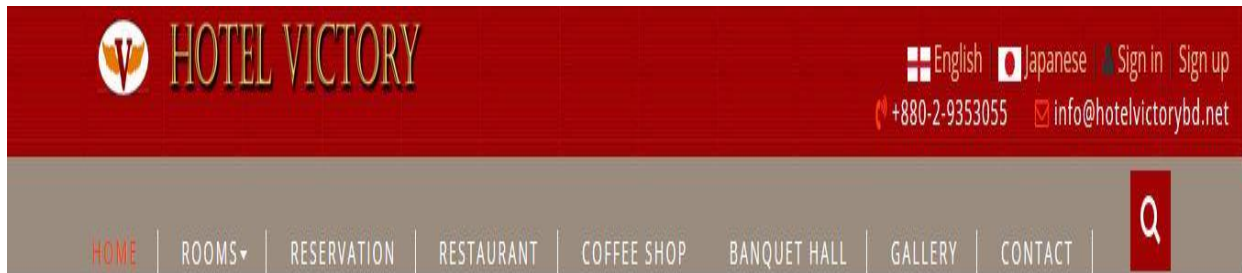 V HOTEL VICTORY
English Japanese Sign in Sign up
+880-2-9353055 info@hotelvictorybd.net
HOME ROOMS RESERVATION RESTAURANT COFFEE SHOP BANQUET HALL GALLERY CONTACT